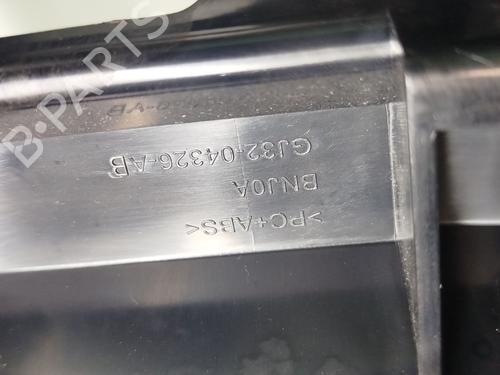 GJ32-04326-AB
BNJ0A
>PC+ABS<
B-PARTS